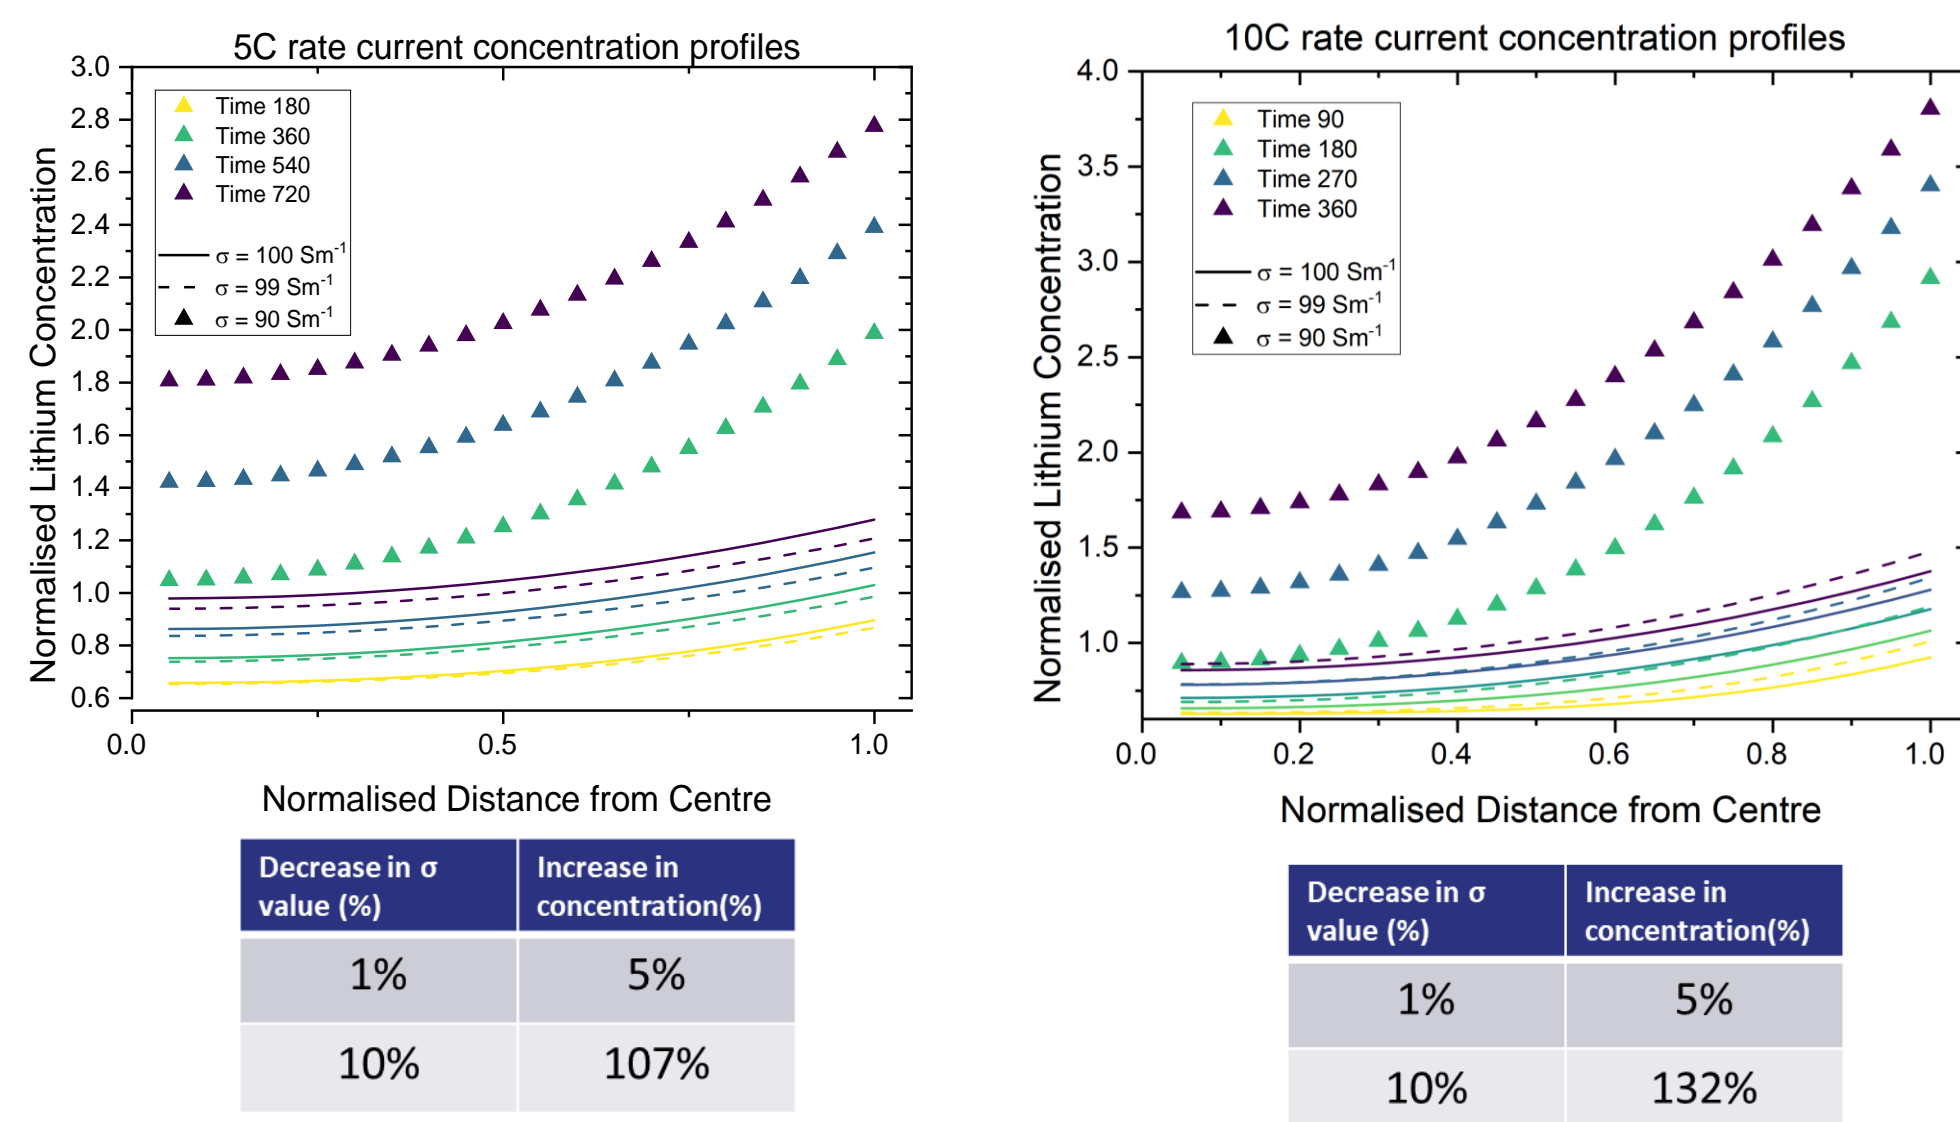 5C rate current concentration profiles
3.0
2.8
2.6
2.4
2.2
2.0
1.8
1.6
1.4
1.2
1.0
0.8
0.6
Normalised Lithium Concentration
Time 180
Time 360
Time 540
Time 720
σ = 100 Sm-1
σ = 99 Sm-1
σ = 90 Sm-1
0.0 0.5 1.0
Normalised Distance from Centre
Decrease in σ
value (%)
Increase in
concentration(%)
1% 5%
10% 107%
10C rate current concentration profiles
4.0
3.5
3.0
2.5
2.0
1.5
1.0
Normalised Lithium Concentration
Time 90
Time 180
Time 270
Time 360
σ = 100 Sm-1
σ = 99 Sm-1
σ = 90 Sm-1
0.0 0.2 0.4 0.6 0.8 1.0
Normalised Distance from Centre
Decrease in σ
value (%)
Increase in
concentration(%)
1% 5%
10% 132%